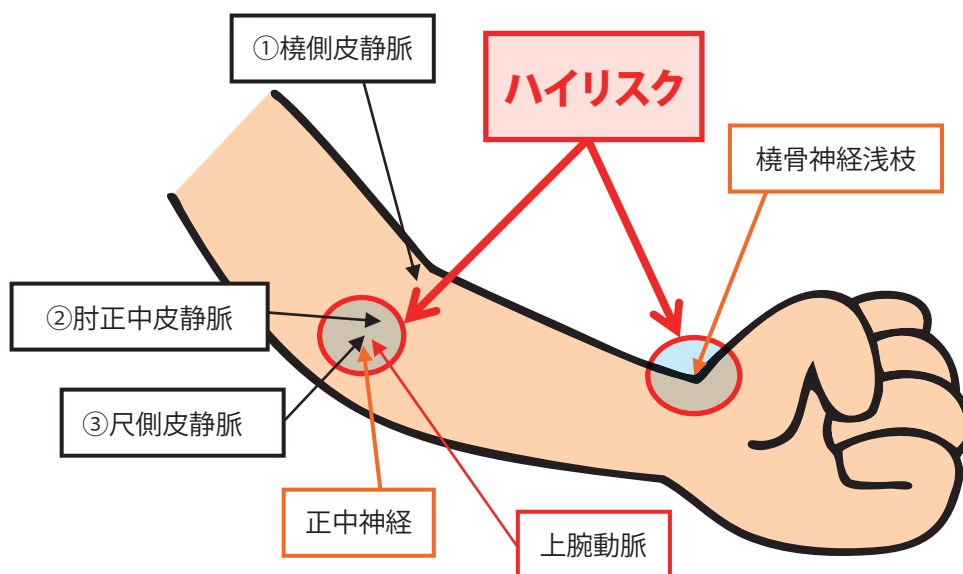 ①橈側皮静脈
ハイリスク
橈骨神経浅枝
②肘正中皮静脈
③尺側皮静脈
正中神経
上腕動脈